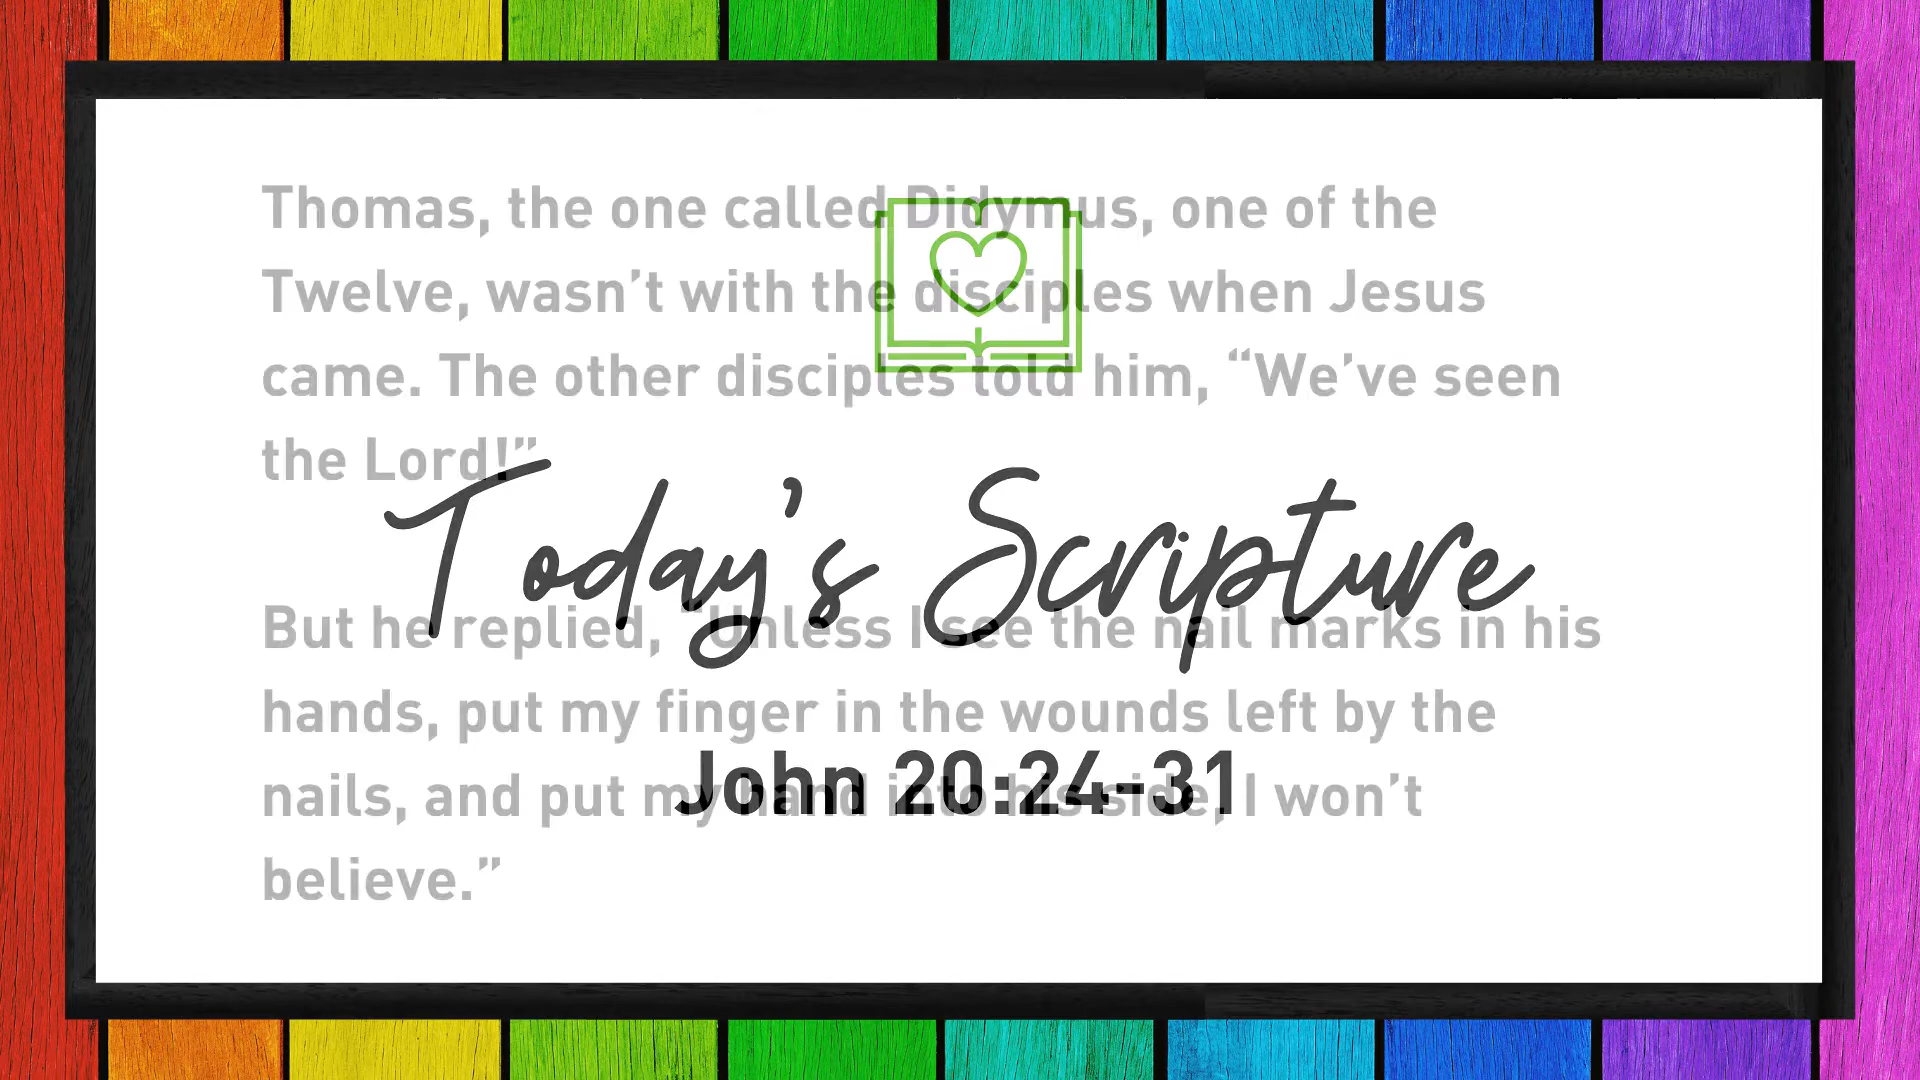 Thomas, the one called Didymus, one of the
Twelve, wasn’t with the disciples when Jesus
came. The other disciples told him, “We’ve seen
the Lord!”
Today's Scripture
But he replied, “Unless I see the nail marks in his
hands, put my finger in the wounds left by the
John 20:24-31
nails, and put my hand into his side, I won’t
believe.”